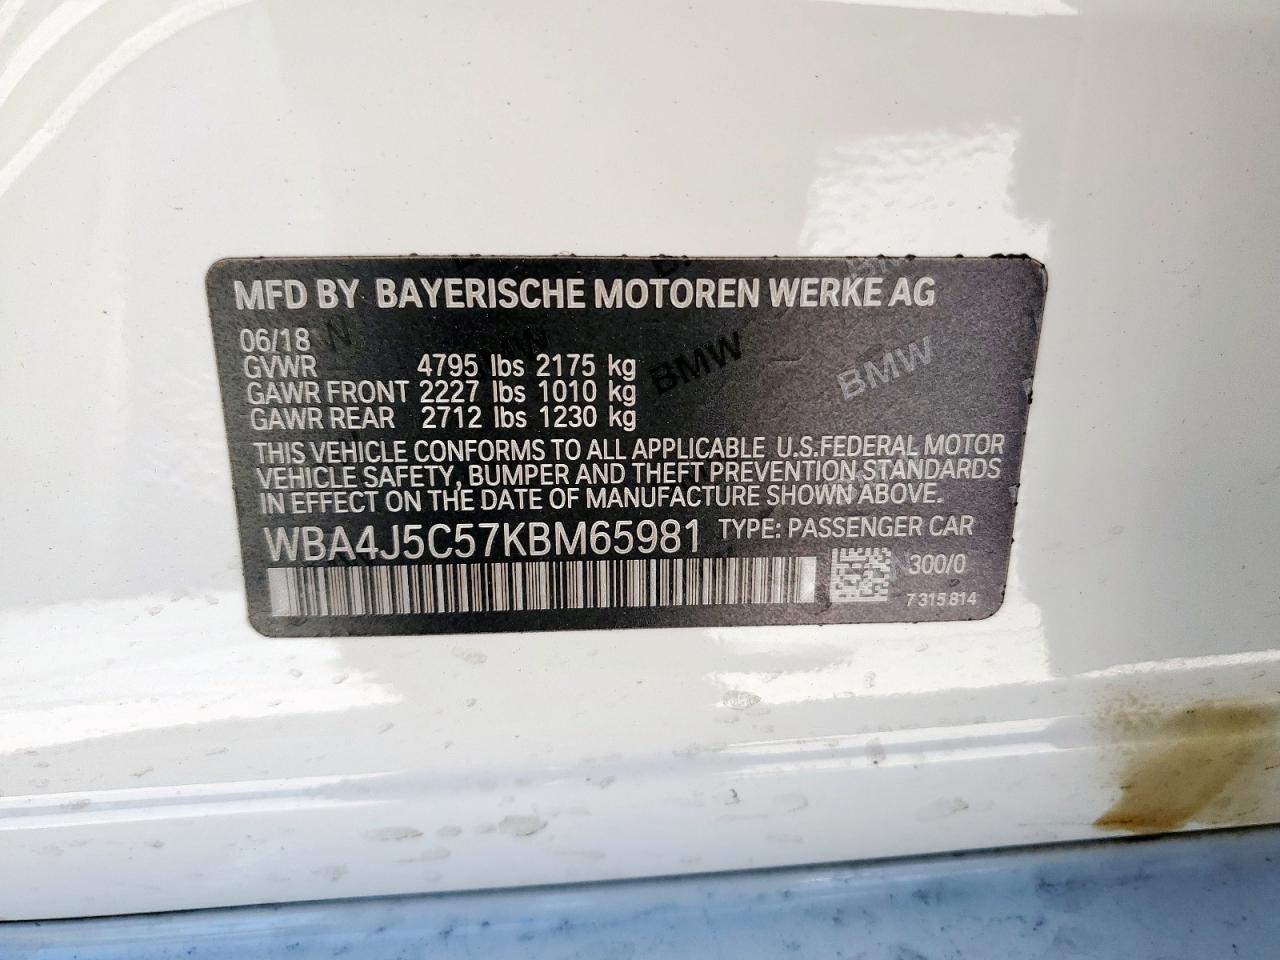 MFD BY BAYERISCHE MOTOREN WERKE AG
06/18
GVWR 4795 lbs 2175 kg
GAWR FRONT 2227 lbs 1010 kg
GAWR REAR 2712 lbs 1230 kg
THIS VEHICLE CONFORMS TO ALL APPLICABLE U.S.FEDERAL MOTOR
VEHICLE SAFETY, BUMPER AND THEFT PREVENTION STANDARDS
IN EFFECT ON THE DATE OF MANUFACTURE SHOWN ABOVE.
WBA4J5C57KBM65981 TYPE: PASSENGER CAR
300/0
7 315 814
BMW
BMW